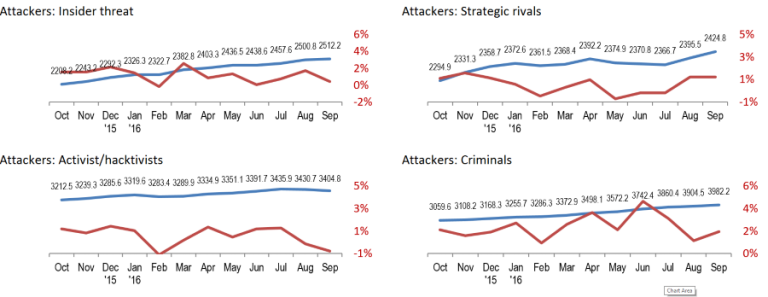 Attackers: Insider threat
6%
4%
2%
0%
-2%
2243.2 2292.3 2326.3 2322.7 2382.8 2403.3 2436.5 2438.6 2457.6 2500.8 2512.2
Oct Nov Dec Jan Feb Mar Apr May Jun Jul Aug Sep
'15 '16
Attackers: Strategic rivals
5%
3%
1%
-1%
2294.9 2331.3 2358.7 2372.6 2361.5 2368.4 2392.2 2374.9 2370.8 2366.7 2395.5 2424.8
Oct Nov Dec Jan Feb Mar Apr May Jun Jul Aug Sep
'15 '16
Attackers: Activist/hacktivists
5%
3%
1%
-1%
3212.5 3239.3 3285.6 3319.6 3283.4 3289.9 3334.9 3351.1 3391.7 3435.9 3430.7 3404.8
Oct Nov Dec Jan Feb Mar Apr May Jun Jul Aug Sep
'15 '16
Attackers: Criminals
6%
4%
2%
0%
3059.6 3108.2 3168.3 3255.7 3286.3 3372.9 3498.1 3572.2 3742.4 3860.4 3904.5 3982.2
Oct Nov Dec Jan Feb Mar Apr May Jun Jul Aug Sep
'15 '16
Chart Area